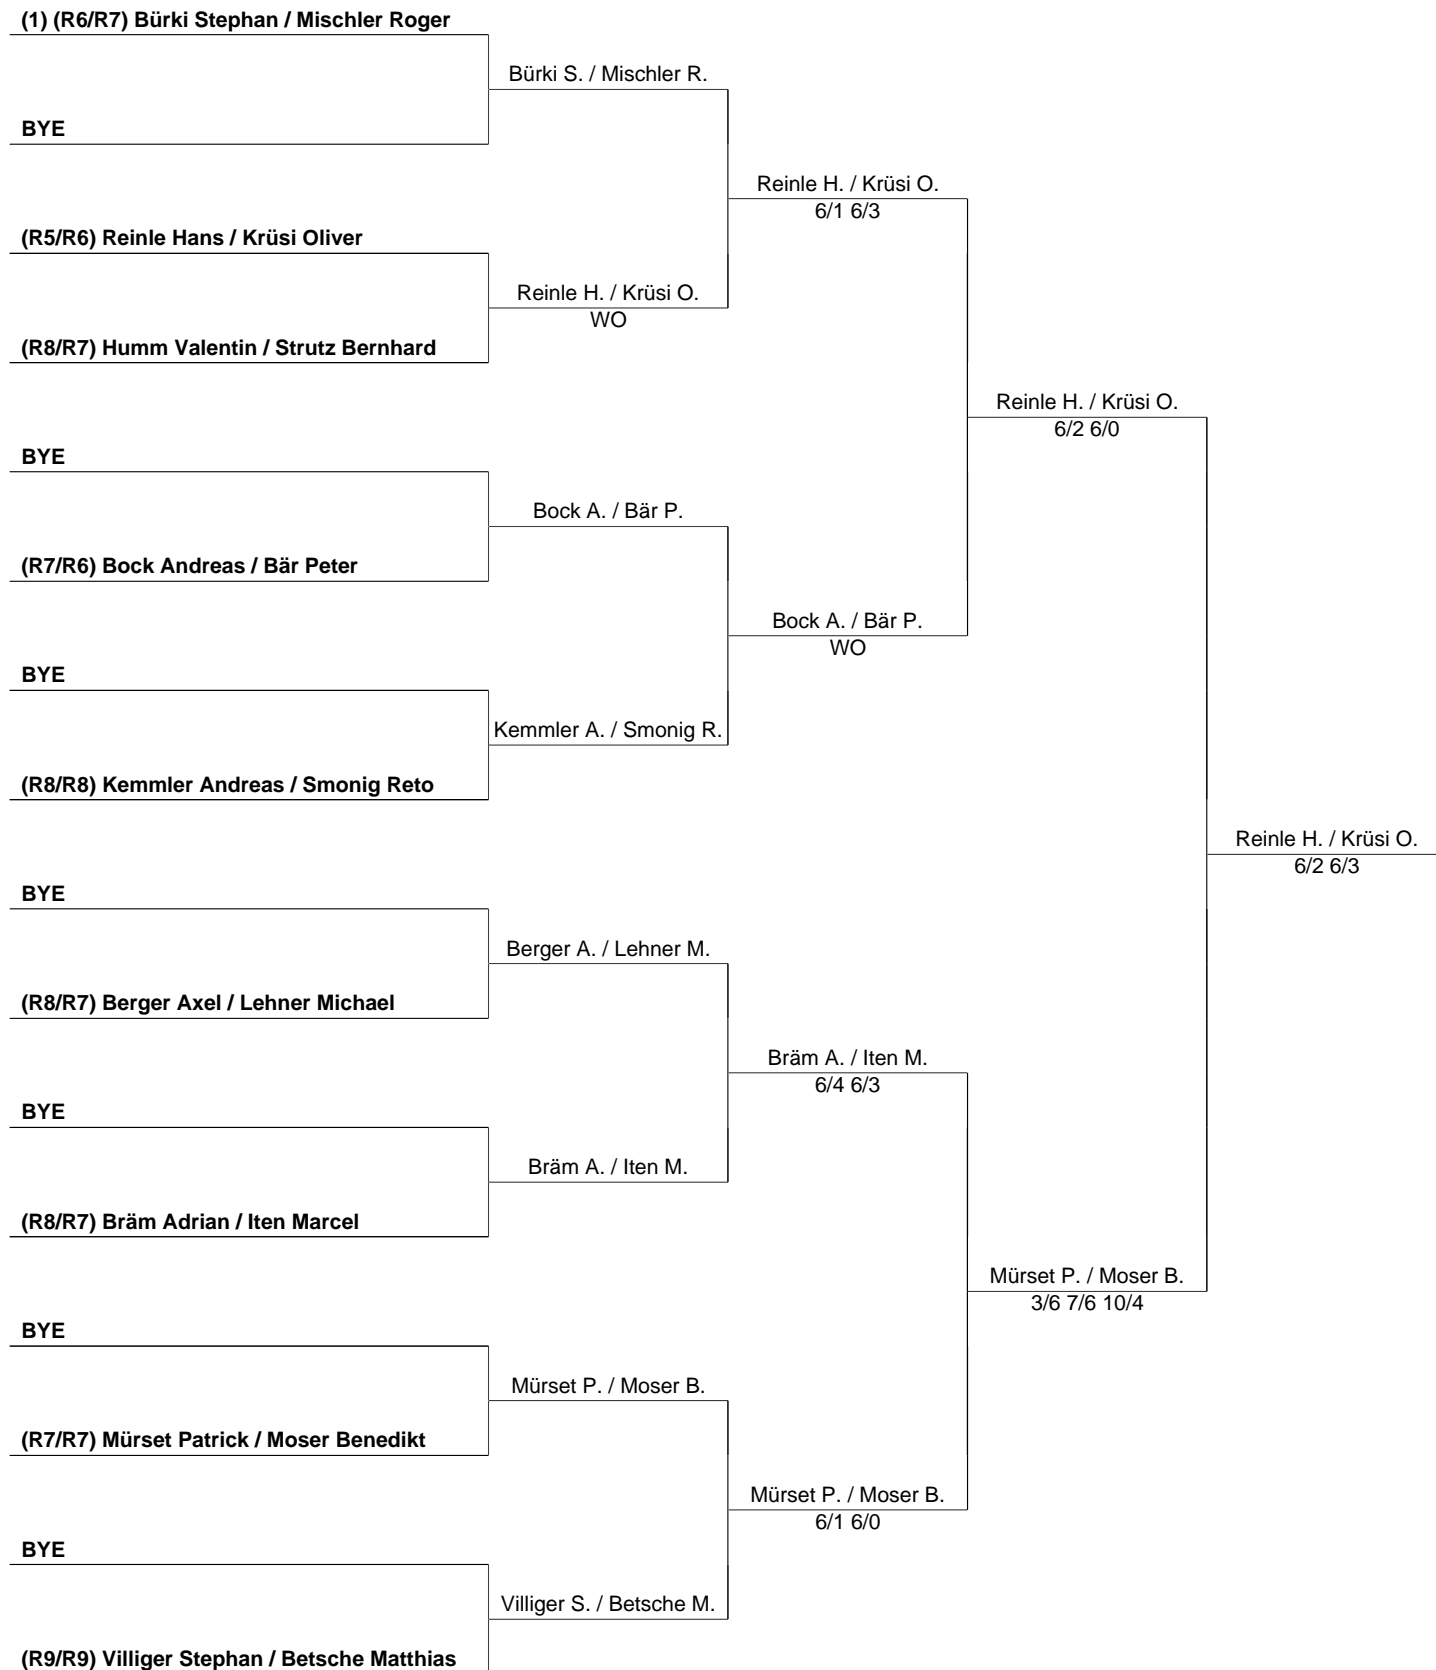 (1) (R6/R7) Bürki Stephan / Mischler Roger
Bürki S. / Mischler R.
BYE
Reinle H. / Krüsi O.
6/1 6/3
(R5/R6) Reinle Hans / Krüsi Oliver
Reinle H. / Krüsi O.
WO
(R8/R7) Humm Valentin / Strutz Bernhard
Reinle H. / Krüsi O.
6/2 6/0
BYE
Bock A. / Bär P.
(R7/R6) Bock Andreas / Bär Peter
Bock A. / Bär P.
WO
BYE
Kemmler A. / Smonig R.
(R8/R8) Kemmler Andreas / Smonig Reto
Reinle H. / Krüsi O.
6/2 6/3
BYE
Berger A. / Lehner M.
(R8/R7) Berger Axel / Lehner Michael
Bräm A. / Iten M.
6/4 6/3
BYE
Bräm A. / Iten M.
(R8/R7) Bräm Adrian / Iten Marcel
Mürset P. / Moser B.
3/6 7/6 10/4
BYE
Mürset P. / Moser B.
(R7/R7) Mürset Patrick / Moser Benedikt
Mürset P. / Moser B.
6/1 6/0
BYE
Villiger S. / Betsche M.
(R9/R9) Villiger Stephan / Betsche Matthias